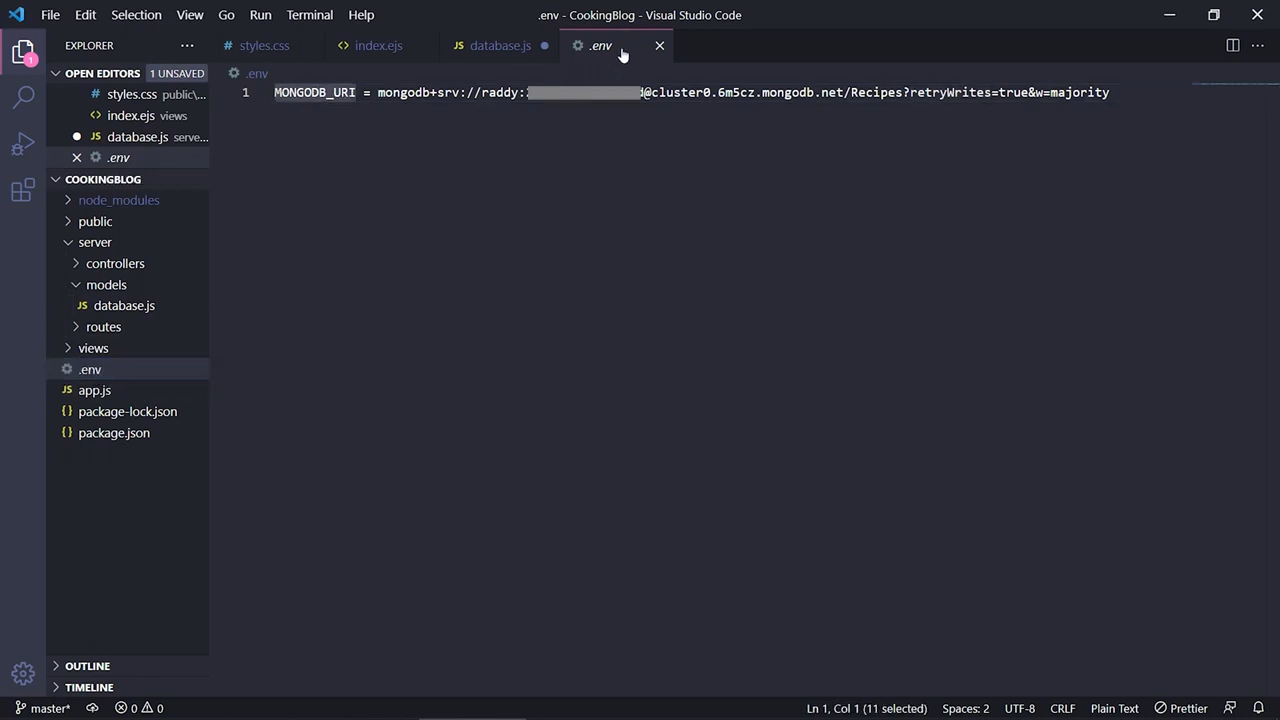 File Edit Selection View Go Run Terminal Help .env - CookingBlog - Visual Studio Code
EXPLORER
styles.css
index.ejs
database.js
.env
OPEN EDITORS 1 UNSAVED
styles.css public\...
index.ejs views
database.js serve...
.env
COOKINGBLOG
node_modules
public
server
controllers
models
database.js
routes
views
.env
app.js
package-lock.json
package.json
OUTLINE
TIMELINE
.env
1 MONGODB_URI = mongodb+srv://raddy:@cluster0.6m5cz.mongodb.net/Recipes?retryWrites=true&w=majority
master* 0 0 Ln 1, Col 1 (11 selected) Spaces: 2 UTF-8 CRLF Plain Text Prettier
1